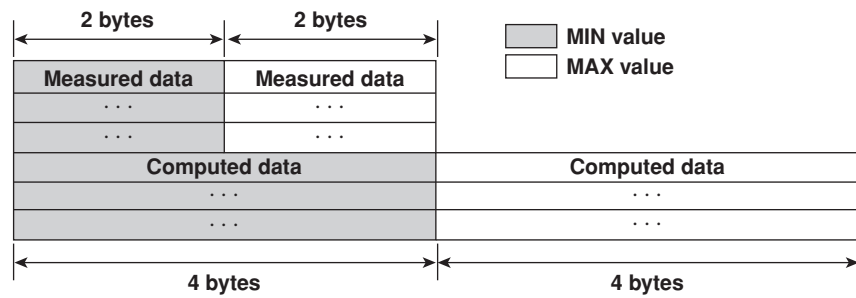 2 bytes 2 bytes
MIN value
MAX value
Measured data Measured data
. . . . . .
. . . . . .
Computed data Computed data
. . . . . .
. . . . . .
4 bytes 4 bytes